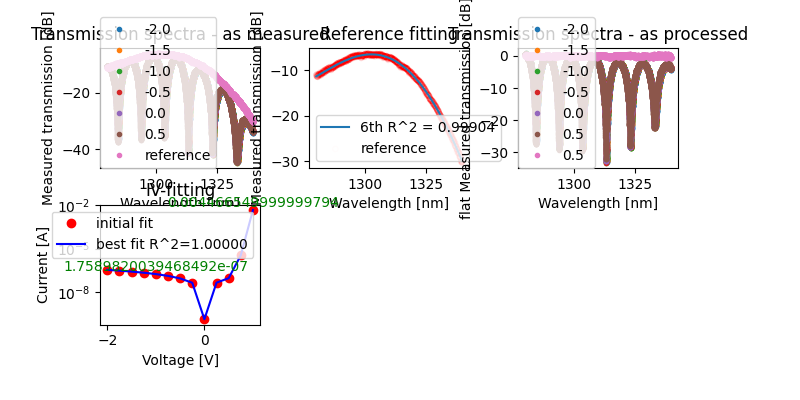 Transmission spectra - as measured
Measured transmission [dB]
-2.0
-1.5
-1.0
-0.5
0.0
0.5
reference
−20
−40
1300
1325
Wavelength [nm]
Reference fitting
Measured transmission [dB]
−10
−20
−30
6th R^2 = 0.99904
reference
1300
1325
Wavelength [nm]
Transmission spectra - as processed
flat Measured transmission [dB]
0
−10
−20
−30
-2.0
-1.5
-1.0
-0.5
0.0
0.5
0.5
1300
1325
Wavelength [nm]
IV-fitting
Current [A]
10−2
10−8
initial fit
best fit R^2=1.00000
1.7589820039468492e-07
−2
0
Voltage [V]